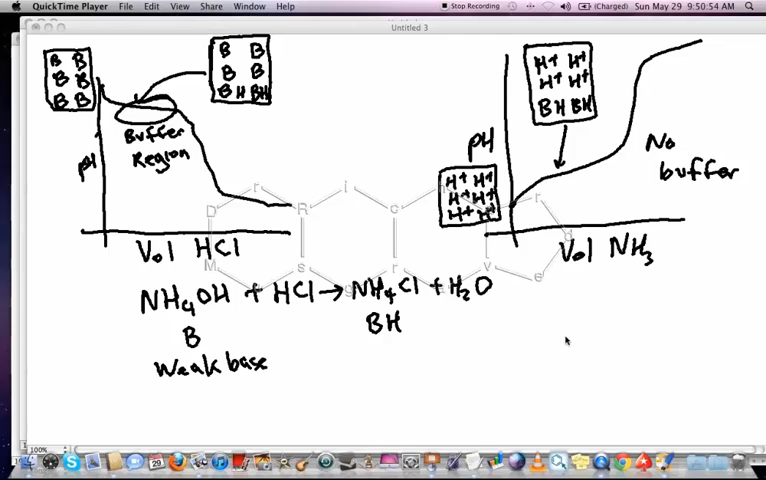 QuickTime Player File Edit View Share Window Help
Stop Recording (Charged) Sun May 29 9:50:54 AM
Untitled 3
B B
B B
B B
B B
B B
B H BH
Buffer
Region
pH
Vol HCl
H+ H+
H+ H+
BH BH
pH
H+ H+
H+ H+
H+ H+
No
buffer
Vol NH3
NH4OH + HCl → NH4Cl + H2O
B
BH
Weak base
D r R i c r
M s r v e
100%
29